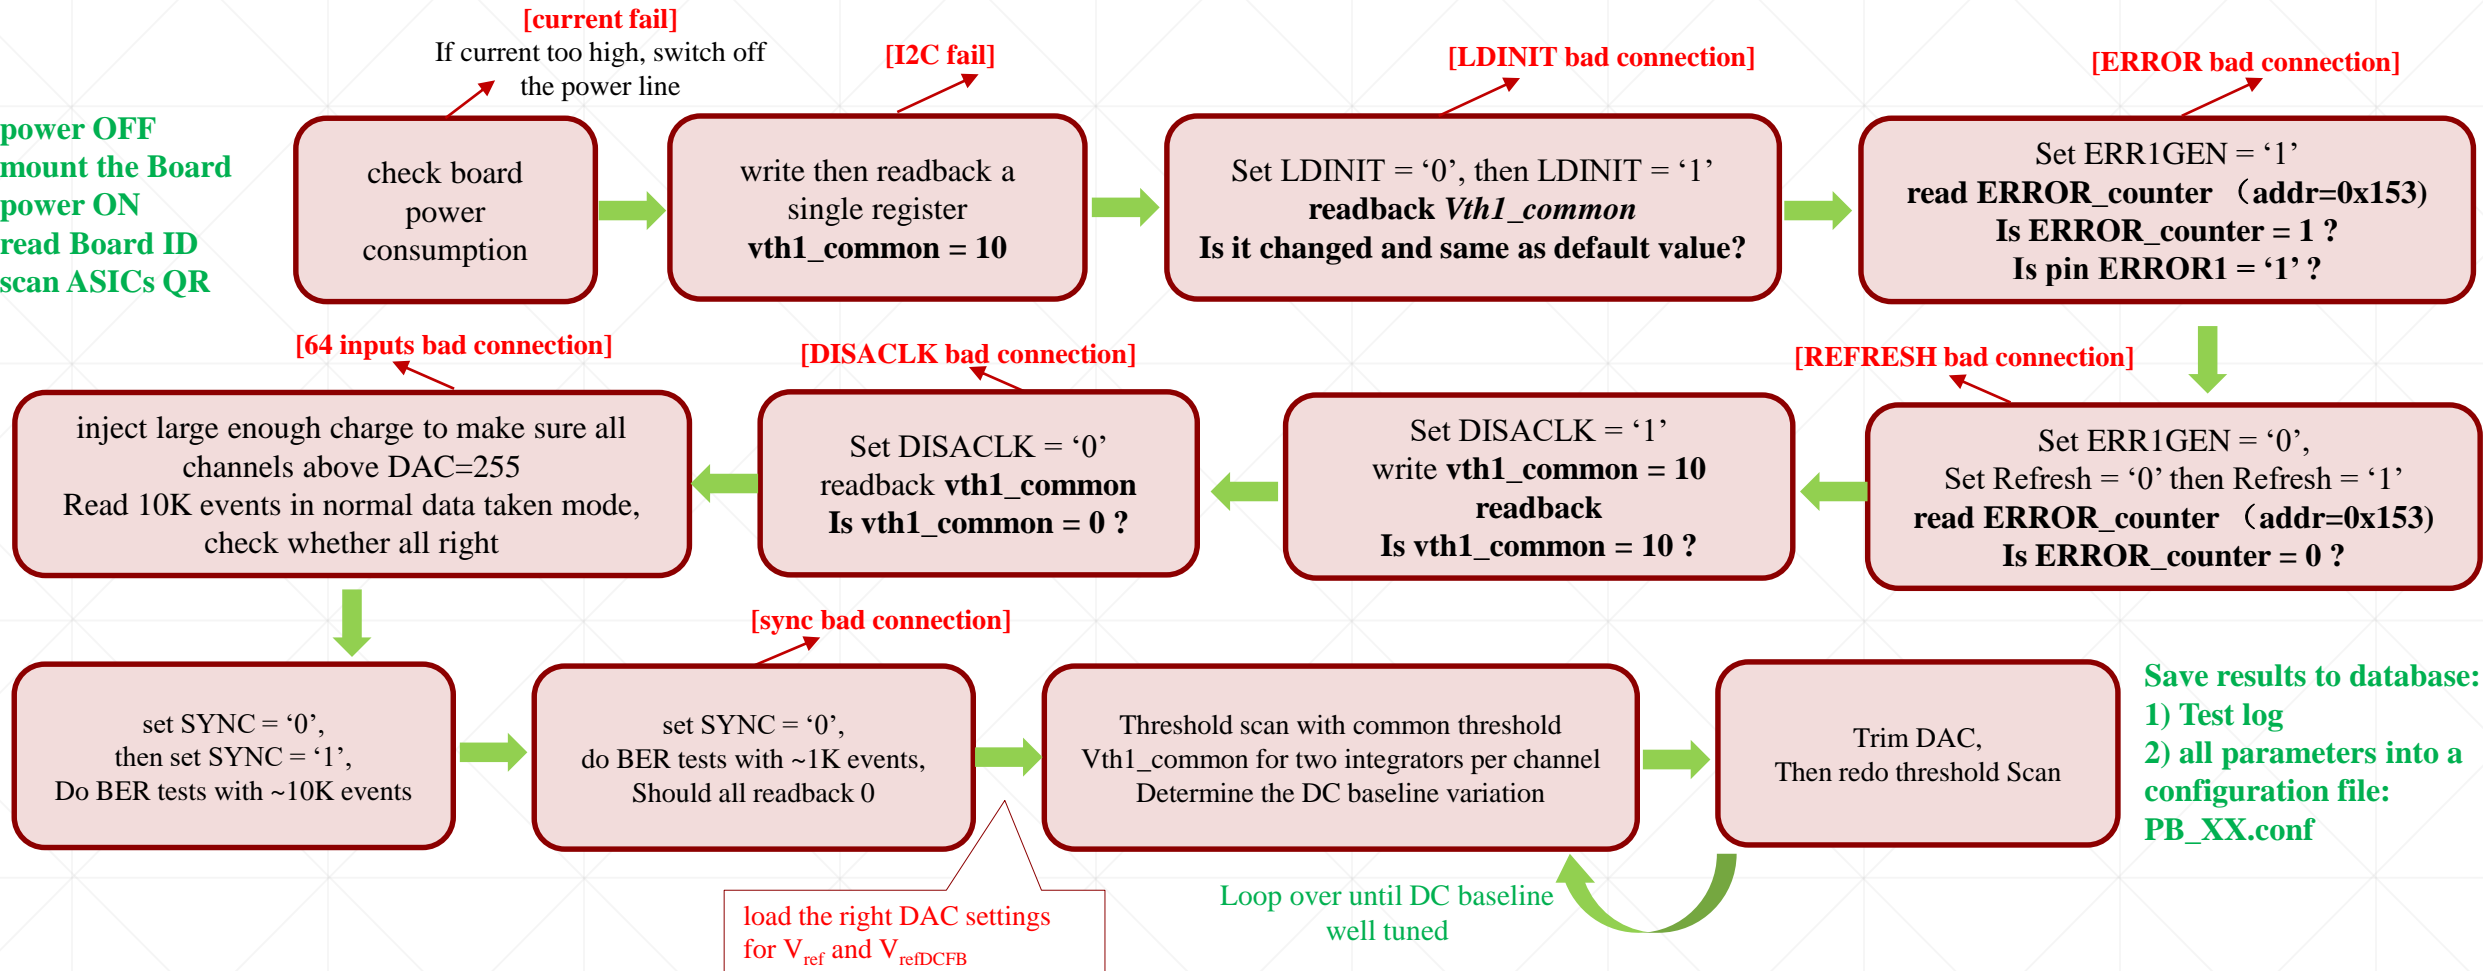 [current fail]
If current too high, switch off
the power line
[I2C fail]
[LDINIT bad connection]
[ERROR bad connection]
power OFF
mount the Board
power ON
read Board ID
scan ASICs QR
check board
power
consumption
write then readback a
single register
vth1_common = 10
Set LDINIT = ‘0’, then LDINIT = ‘1’
readback Vth1_common
Is it changed and same as default value?
Set ERR1GEN = ‘1’
read ERROR_counter （addr=0x153)
Is ERROR_counter = 1 ?
Is pin ERROR1 = ‘1’ ?
[REFRESH bad connection]
Set ERR1GEN = ‘0’,
Set Refresh = ‘0’ then Refresh = ‘1’
read ERROR_counter （addr=0x153)
Is ERROR_counter = 0 ?
Set DISACLK = ‘1’
write vth1_common = 10
readback
Is vth1_common = 10 ?
[DISACLK bad connection]
Set DISACLK = ‘0’
readback vth1_common
Is vth1_common = 0 ?
[64 inputs bad connection]
inject large enough charge to make sure all
channels above DAC=255
Read 10K events in normal data taken mode,
check whether all right
set SYNC = ‘0’,
then set SYNC = ‘1’,
Do BER tests with ~10K events
[sync bad connection]
set SYNC = ‘0’,
do BER tests with ~1K events,
Should all readback 0
load the right DAC settings
for Vref and VrefDCFB
Threshold scan with common threshold
Vth1_common for two integrators per channel
Determine the DC baseline variation
Trim DAC,
Then redo threshold Scan
Loop over until DC baseline
well tuned
Save results to database:
1) Test log
2) all parameters into a
configuration file:
PB_XX.conf